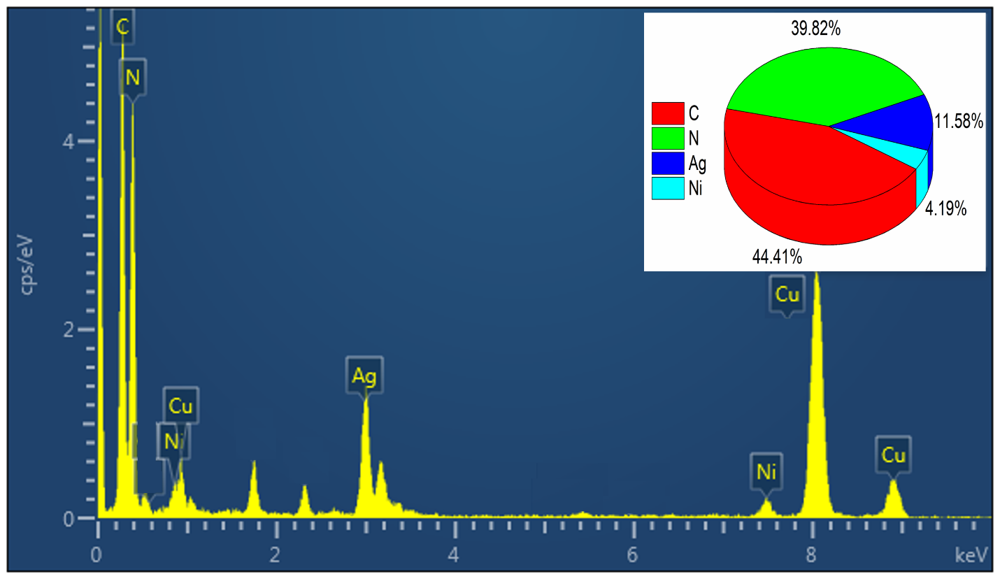 C
N
4
cps/eV
2
Cu
Ni
Ag
0
Cu
Ni
Cu
0
2
4
6
8
keV
39.82%
C
N
Ag
Ni
11.58%
4.19%
44.41%